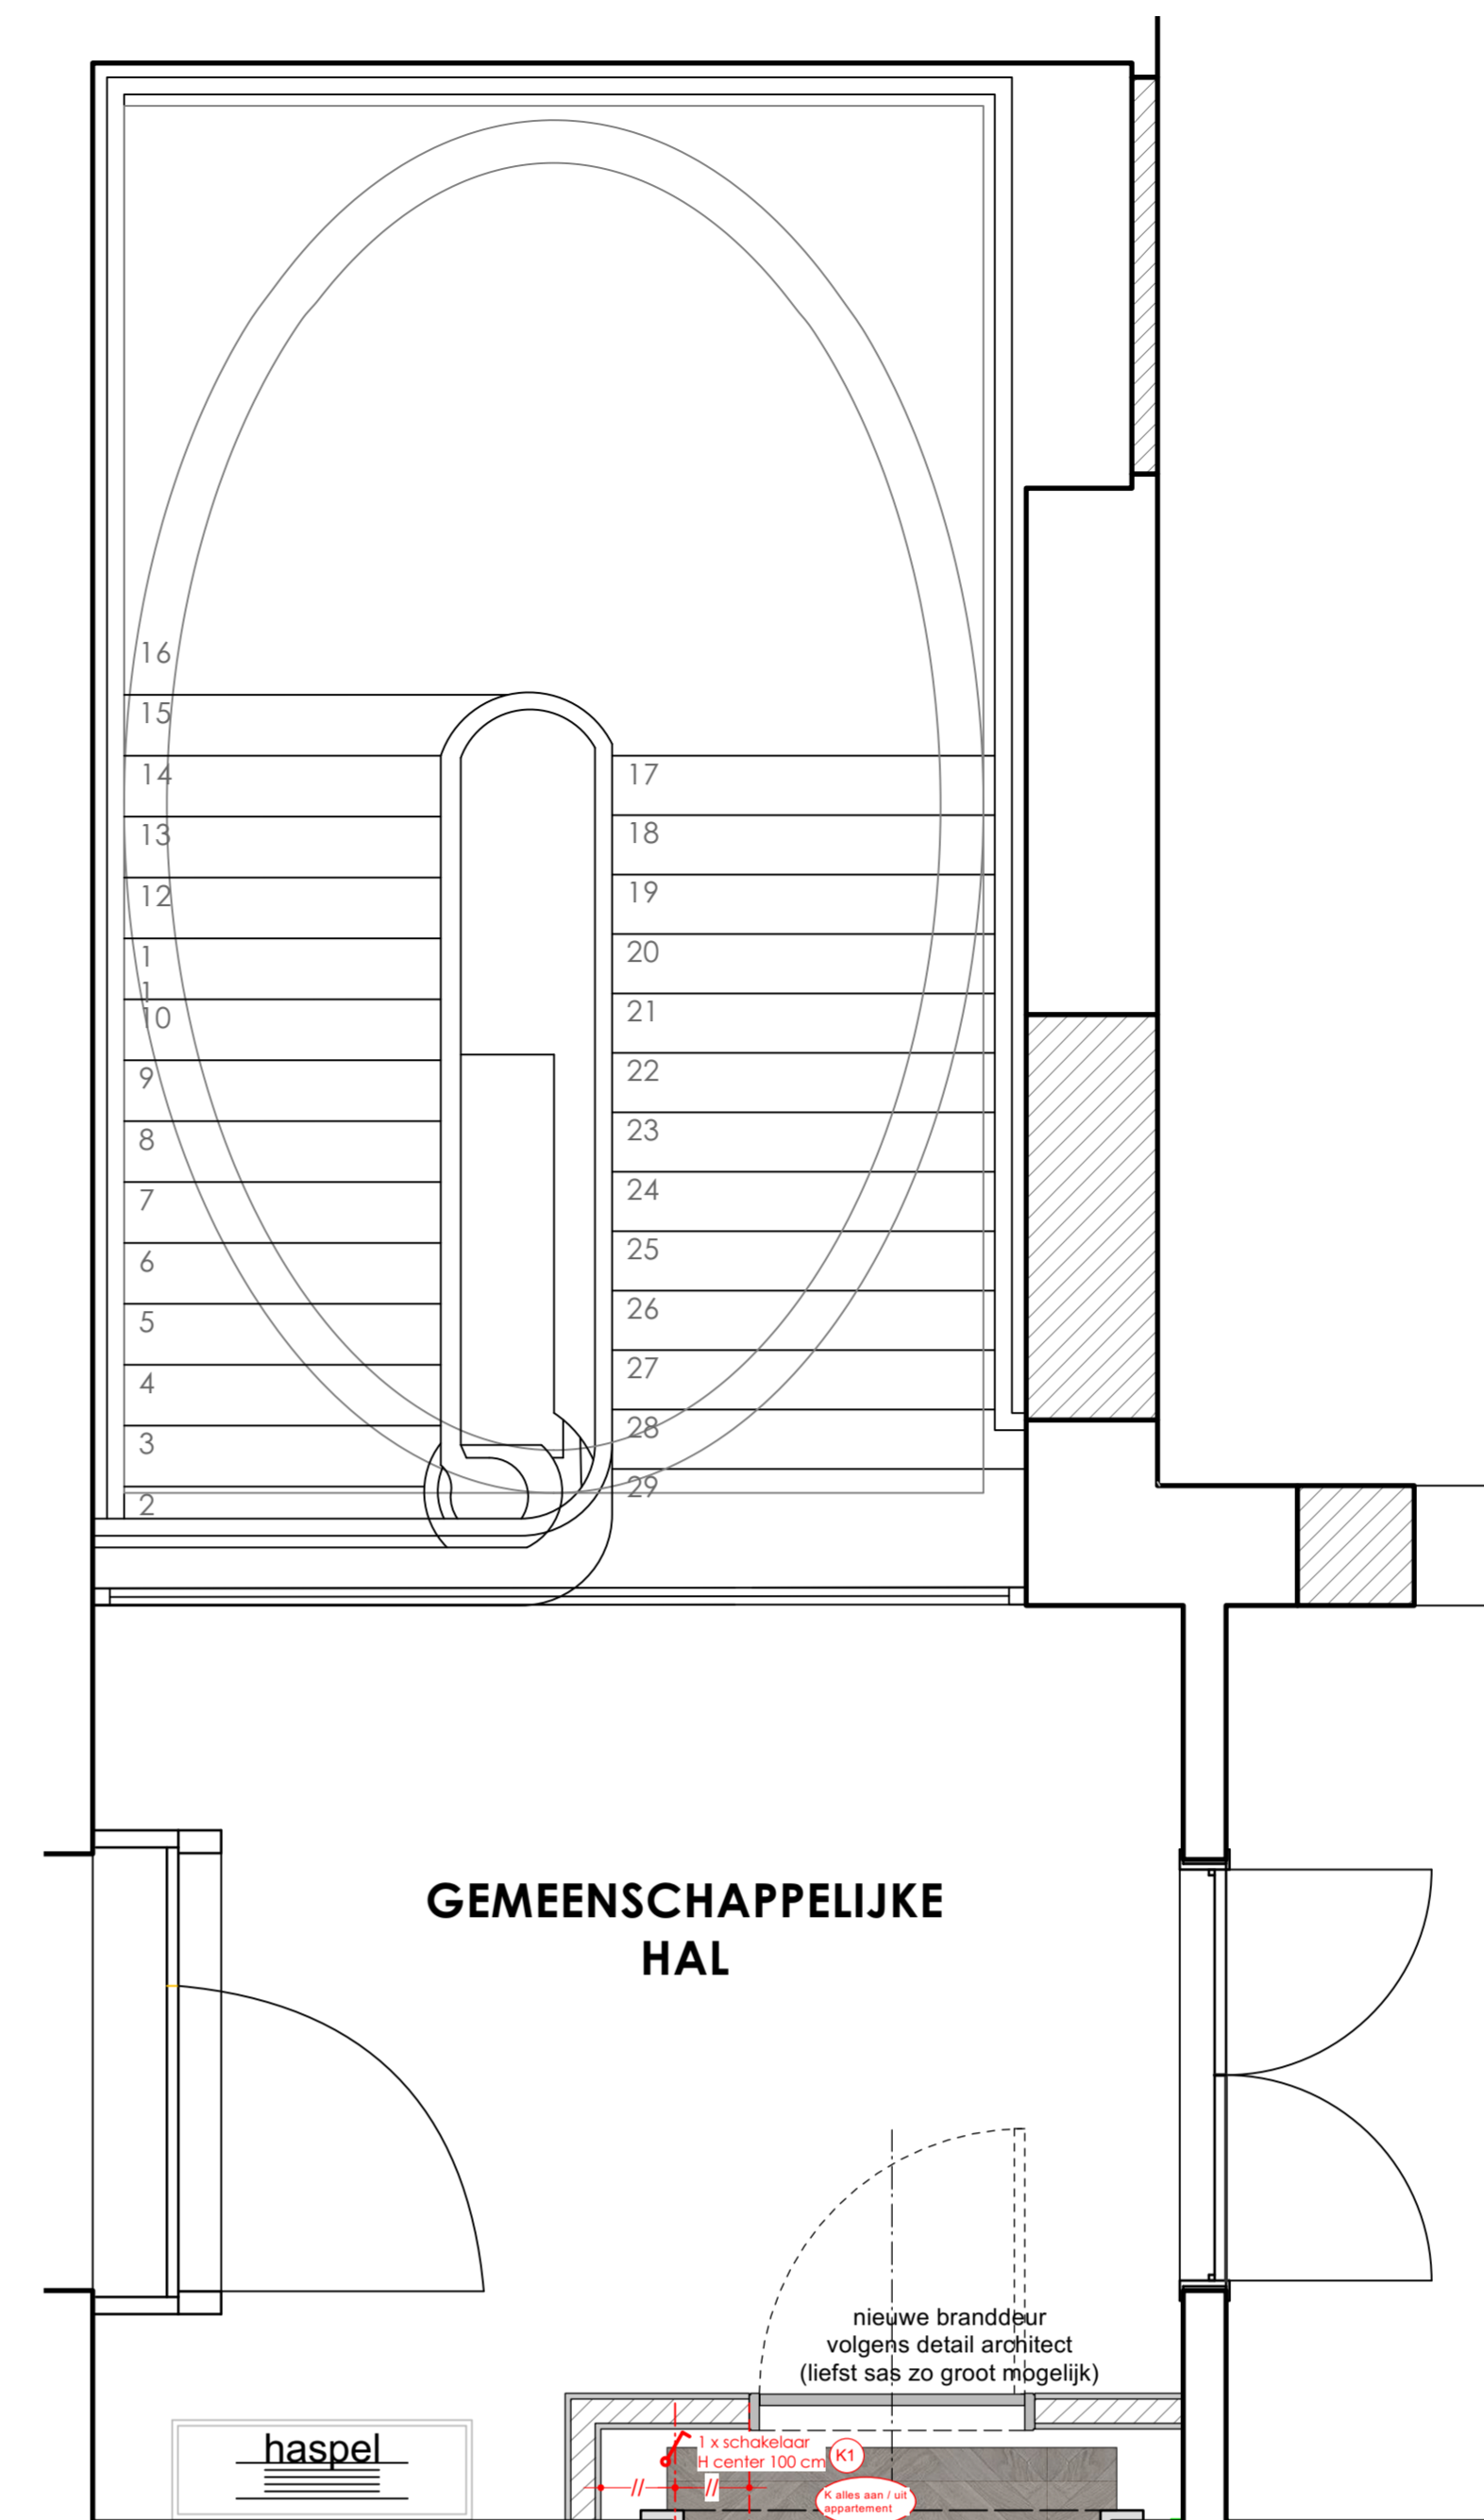 16
15
14
13
12
1
1
10
9
8
7
6
5
4
3
2
17
18
19
20
21
22
23
24
25
26
27
28
29
GEMEENSCHAPPELIJKE
HAL
nieuwe branddeur
volgens detail architect
(liefst sas zo groot mogelijk)
haspel
1 x schakelaar
H center 100 cm
K1
//
//
K alles aan / uit
appartement